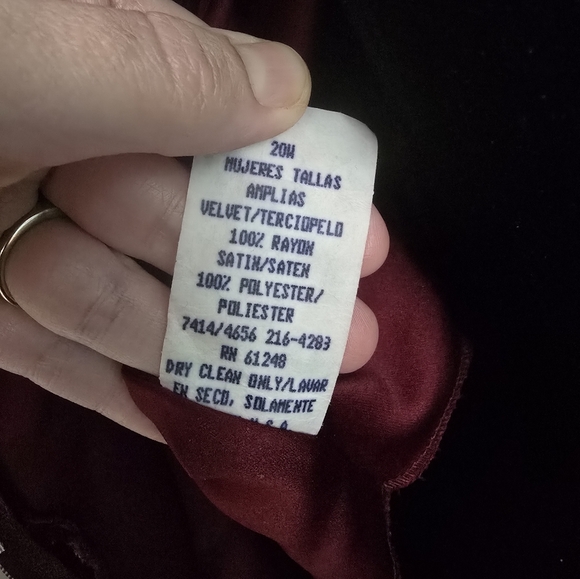 20W
MUJERES TALLAS
AMPLIAS
VELVET/TERCIOPELO
100% RAYON
SATIN/SATEN
100% POLYESTER/
POLIESTER
7414/4656 216-4283
RN 61248
DRY CLEAN ONLY/LAVAR
EN SECO, SOLAMENTE